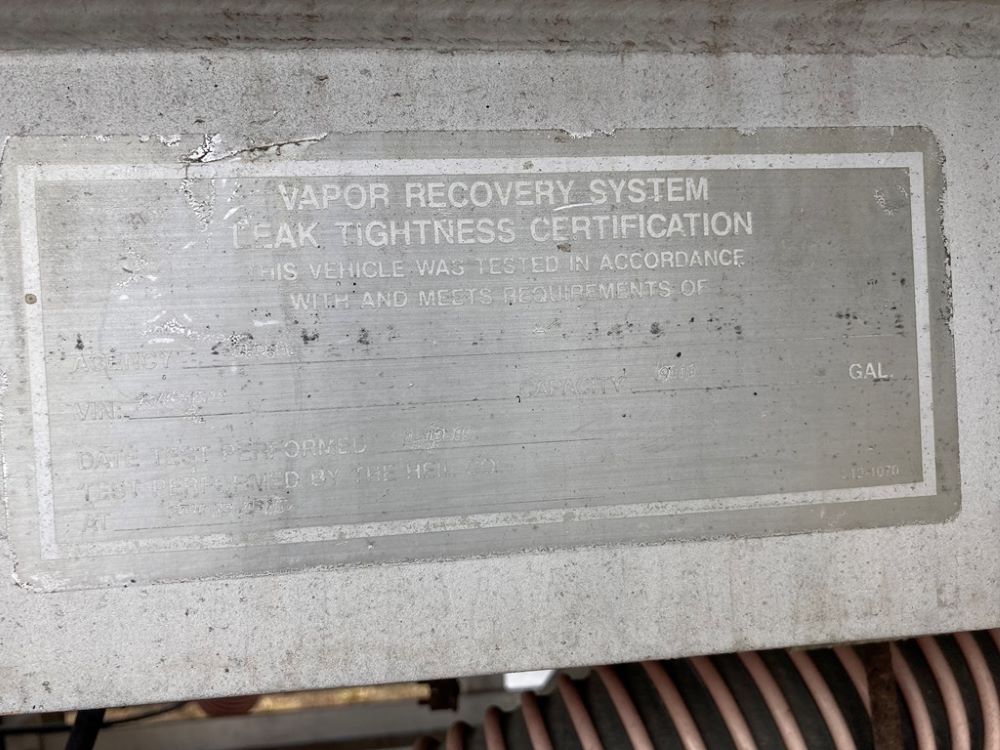 VAPOR RECOVERY SYSTEM
LEAK TIGHTNESS CERTIFICATION
THIS VEHICLE WAS TESTED IN ACCORDANCE
WITH AND MEETS REQUIREMENTS OF
AGENCY
VIN: CAPACITY GAL.
DATE TEST PERFORMED
TEST PERFORMED BY THE HEIL CO.
AT